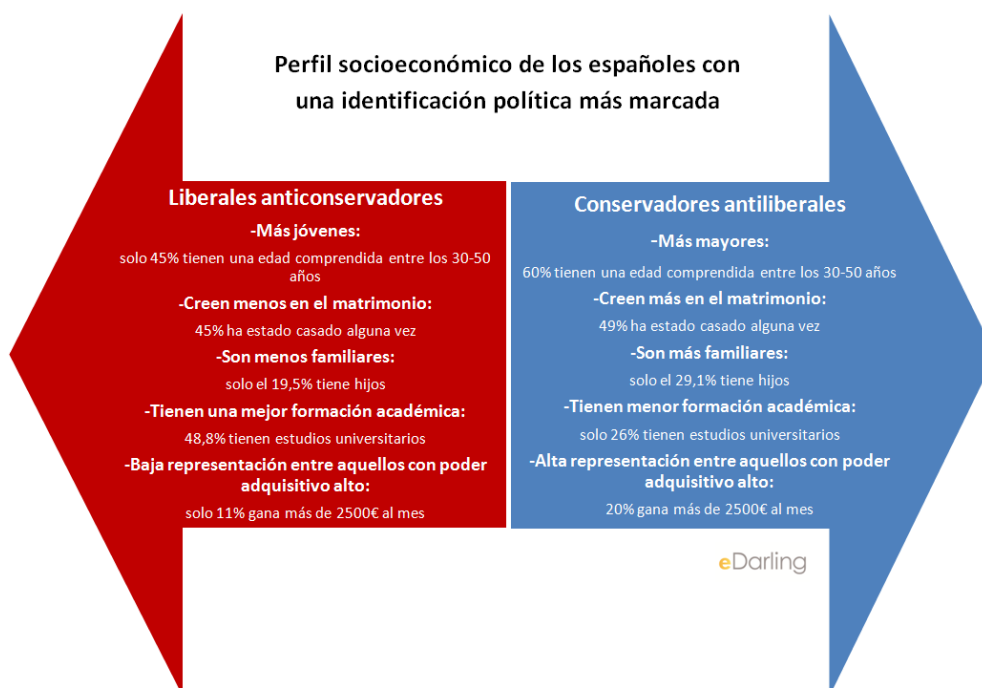 Perfil socioeconómico de los españoles con
una identificación política más marcada
Liberales anticonservadores
-Más jóvenes:
solo 45% tienen una edad comprendida entre los 30-50
años
-Creen menos en el matrimonio:
45% ha estado casado alguna vez
-Son menos familiares:
solo el 19,5% tiene hijos
-Tienen una mejor formación académica:
48,8% tienen estudios universitarios
-Baja representación entre aquellos con poder
adquisitivo alto:
solo 11% gana más de 2500€ al mes
Conservadores antiliberales
-Más mayores:
60% tienen una edad comprendida entre los 30-50 años
-Creen más en el matrimonio:
49% ha estado casado alguna vez
-Son más familiares:
solo el 29,1% tiene hijos
-Tienen menor formación académica:
solo 26% tienen estudios universitarios
-Alta representación entre aquellos con poder
adquisitivo alto:
20% gana más de 2500€ al mes
eDarling